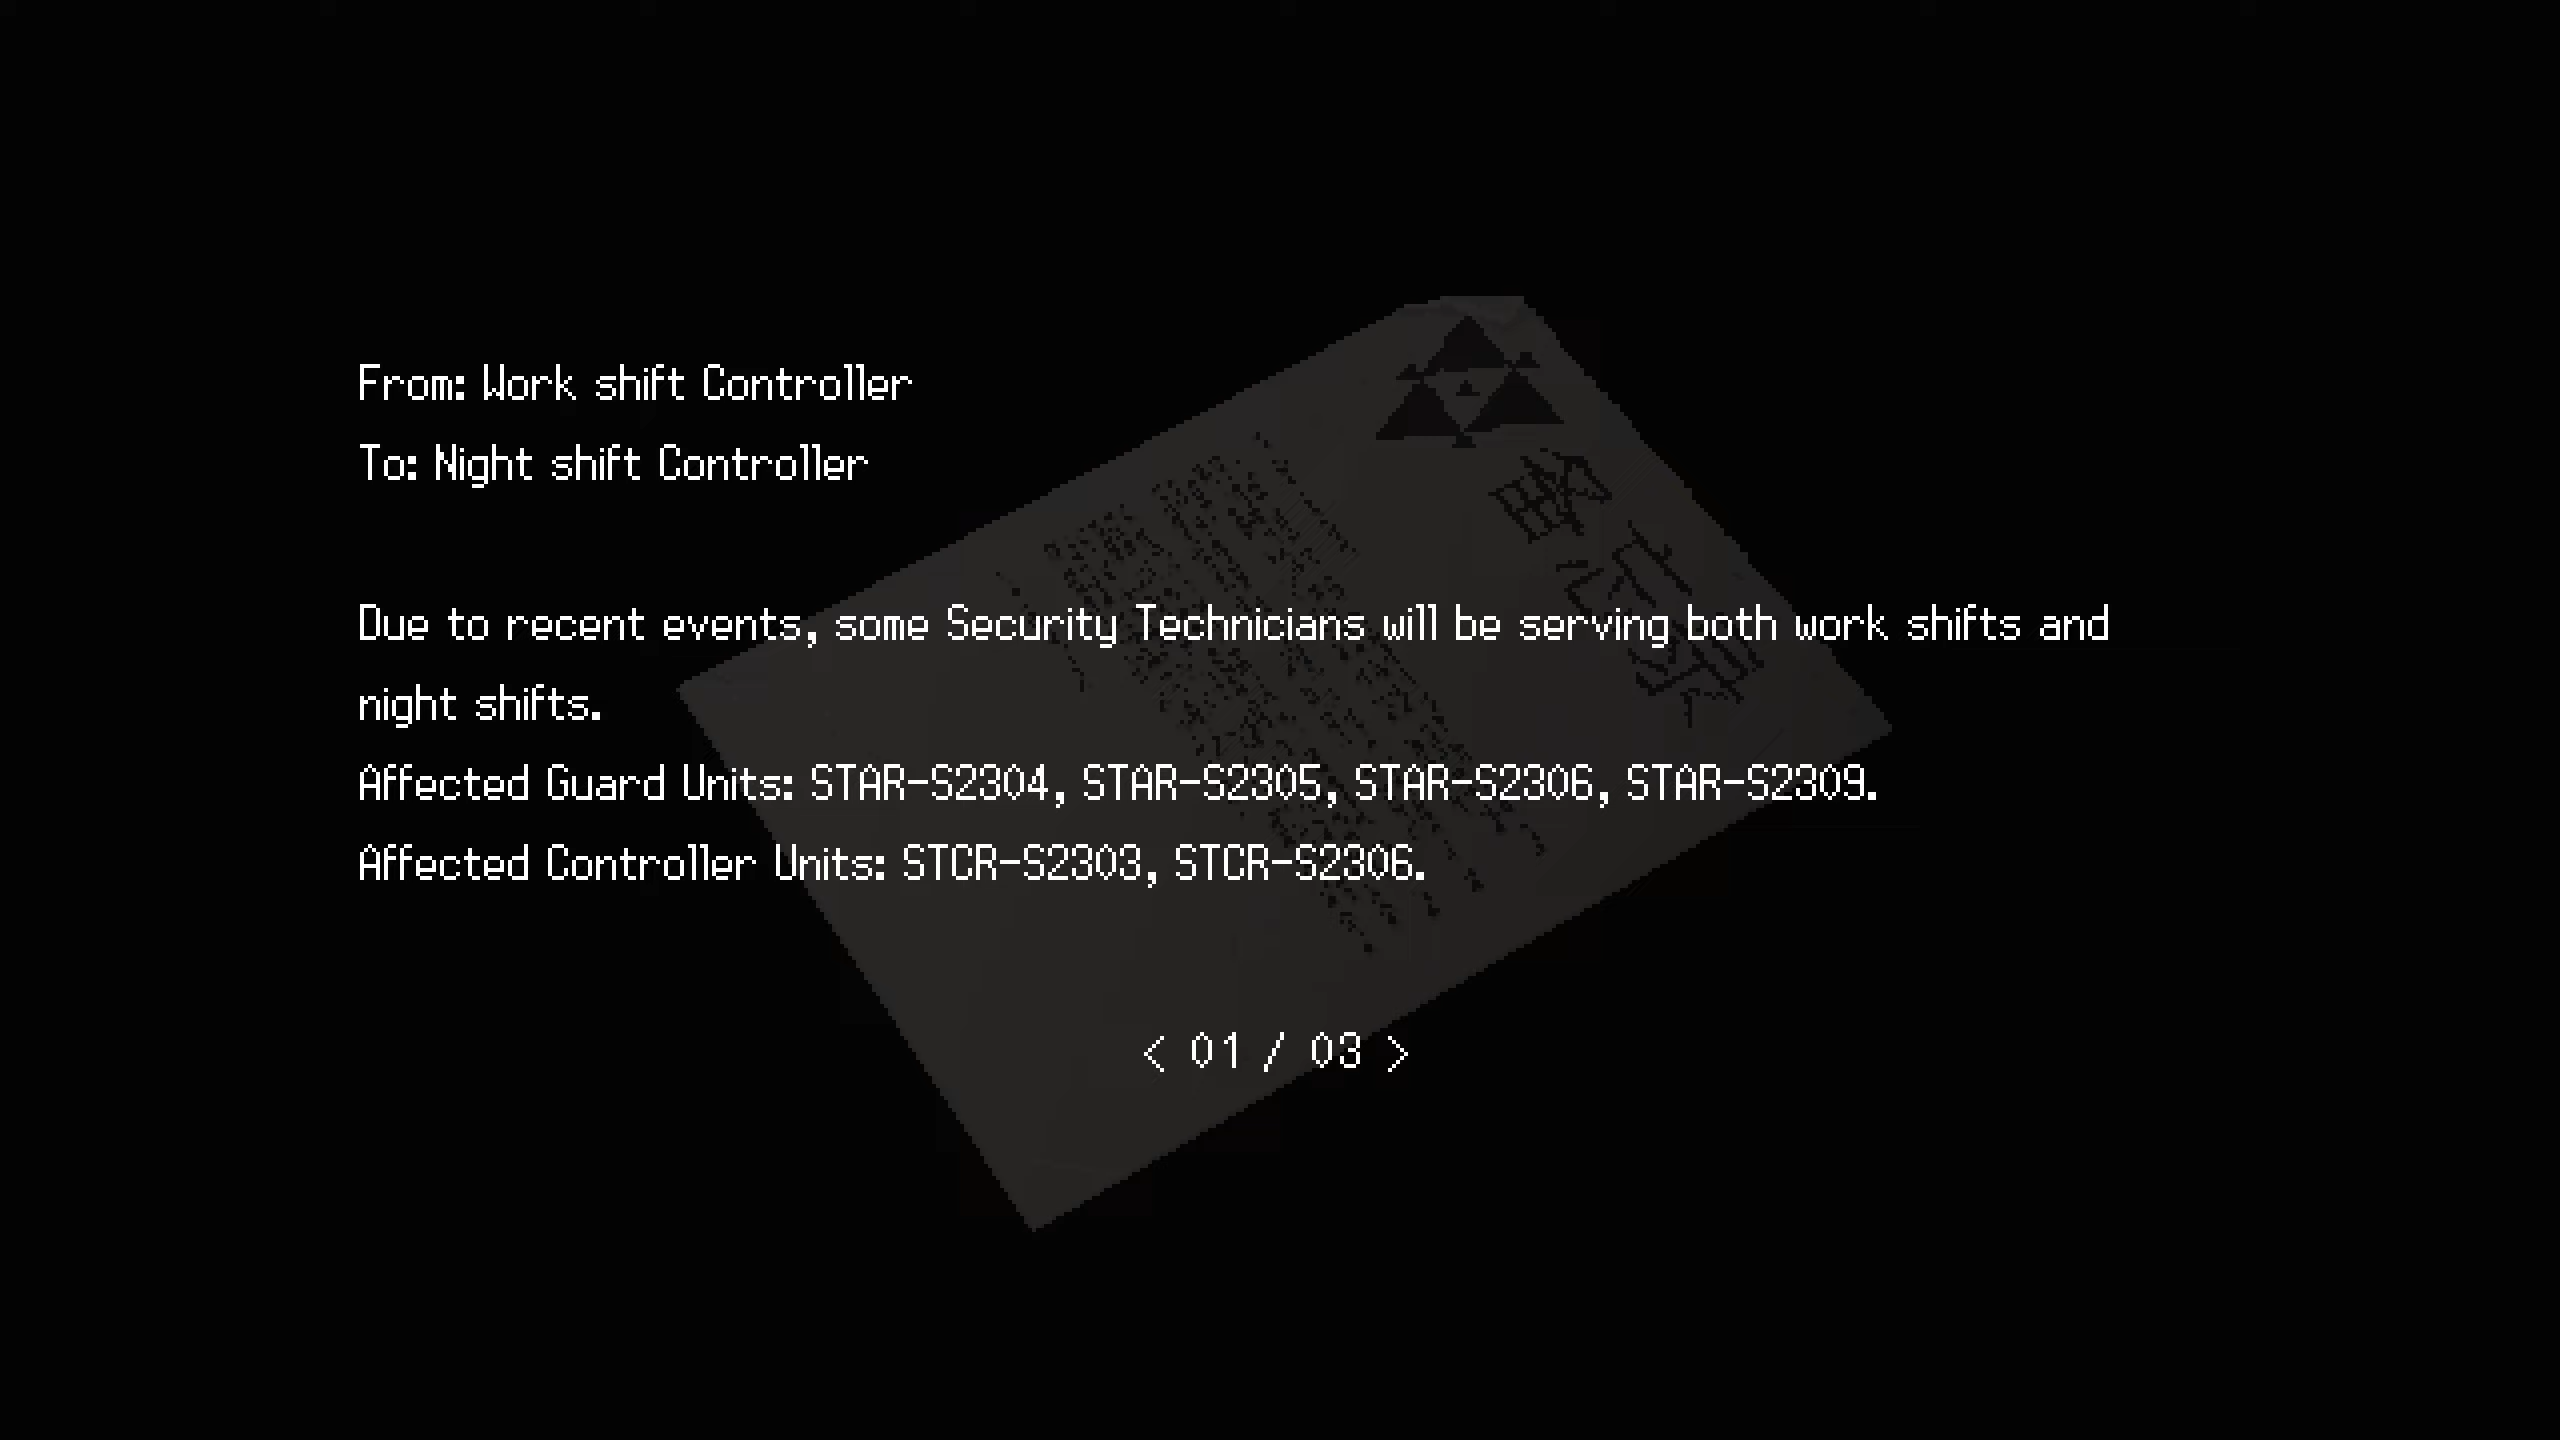 From: Work shift Controller
To: Night shift Controller
Due to recent events, some Security Technicians will be serving both work shifts and
night shifts.
Affected Guard Units: STAR-S2304, STAR-S2305, STAR-S2306, STAR-S2309.
Affected Controller Units: STCR-S2303, STCR-S2306.
< 01 / 03 >